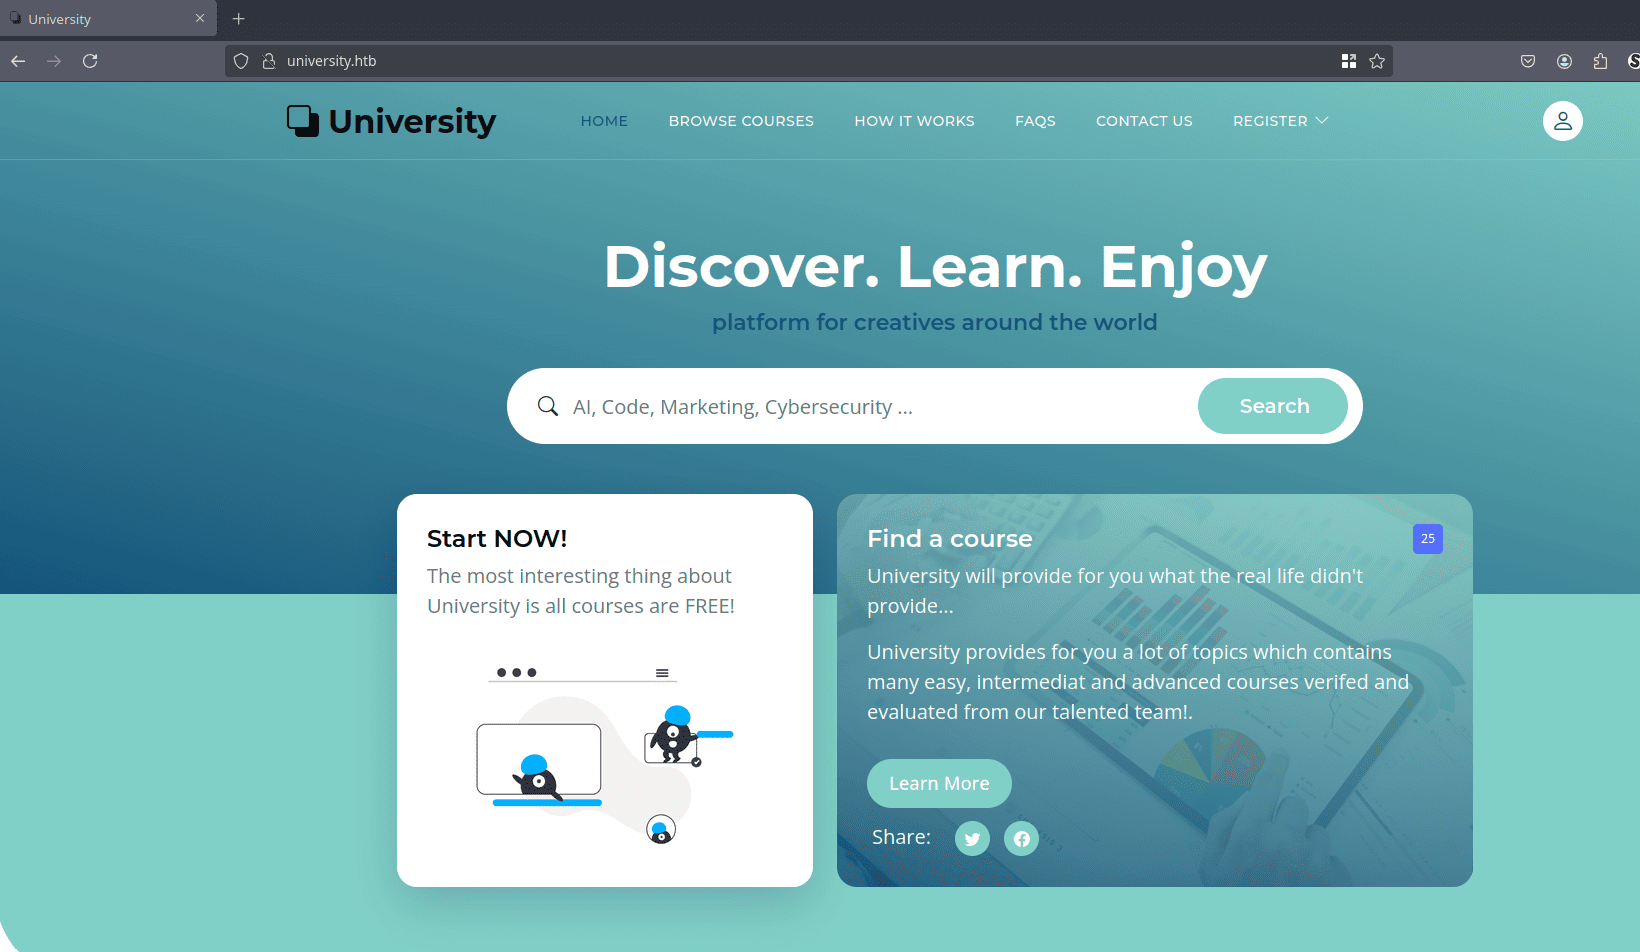 University
university.htb
University
HOME
BROWSE COURSES
HOW IT WORKS
FAQS
CONTACT US
REGISTER
Discover. Learn. Enjoy
platform for creatives around the world
AI, Code, Marketing, Cybersecurity ...
Search
Start NOW!
The most interesting thing about
University is all courses are FREE!
Find a course
25
University will provide for you what the real life didn't
provide...
University provides for you a lot of topics which contains
many easy, intermediat and advanced courses verifed and
evaluated from our talented team!.
Learn More
Share: